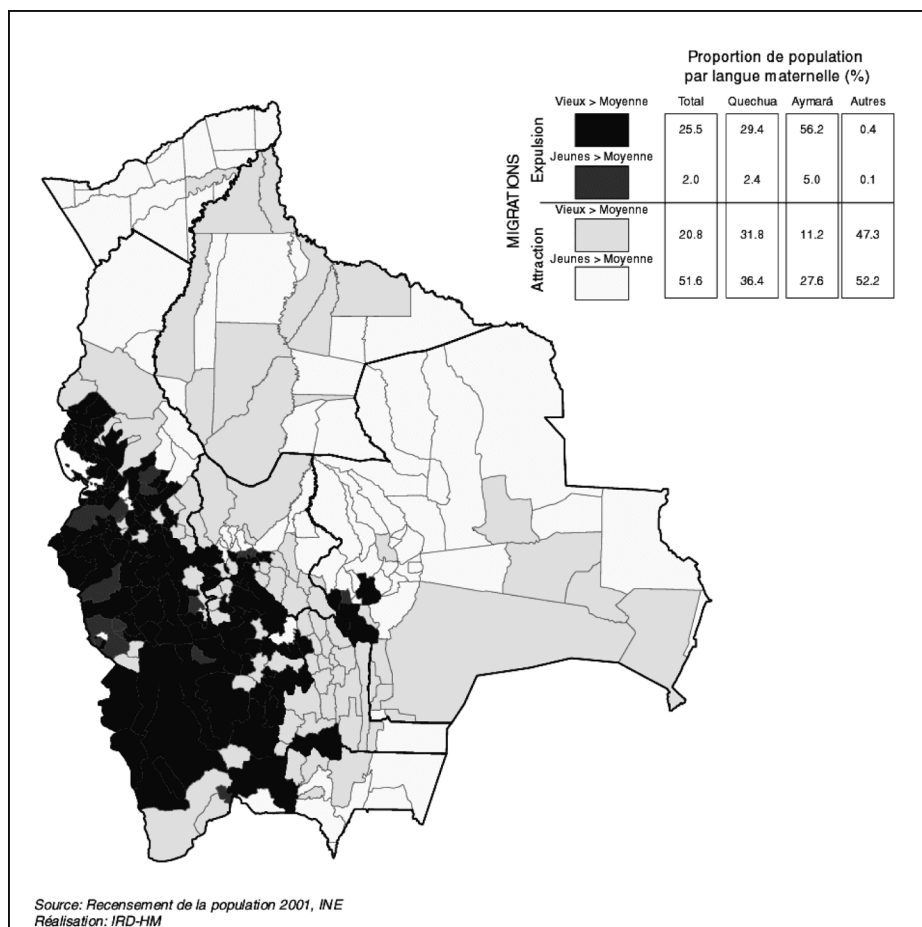 Proportion de population
par langue maternelle (%)
Vieux > Moyenne Total Quechua Aymará Autres
MIGRATIONS
Expulsion
25.5 29.4 56.2 0.4
Jeunes > Moyenne
2.0 2.4 5.0 0.1
Attraction
Vieux > Moyenne
20.8 31.8 11.2 47.3
Jeunes > Moyenne
51.6 36.4 27.6 52.2
Source: Recensement de la population 2001, INE
Réalisation: IRD-HM